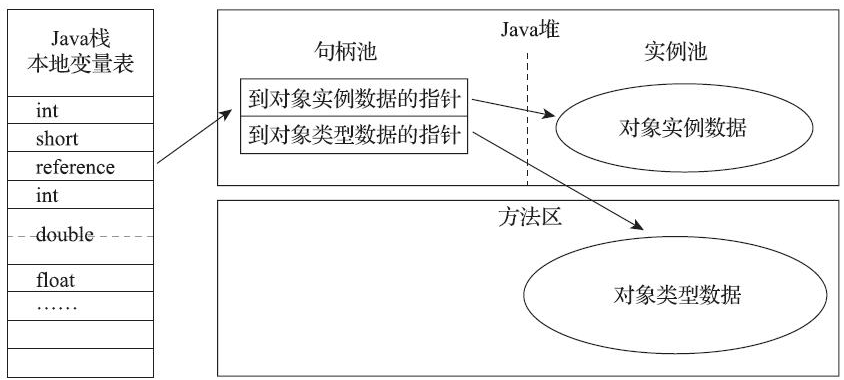 Java栈
本地变量表
int
short
reference
int
double
float
……
Java堆
句柄池
实例池
到对象实例数据的指针
到对象类型数据的指针
对象实例数据
方法区
对象类型数据